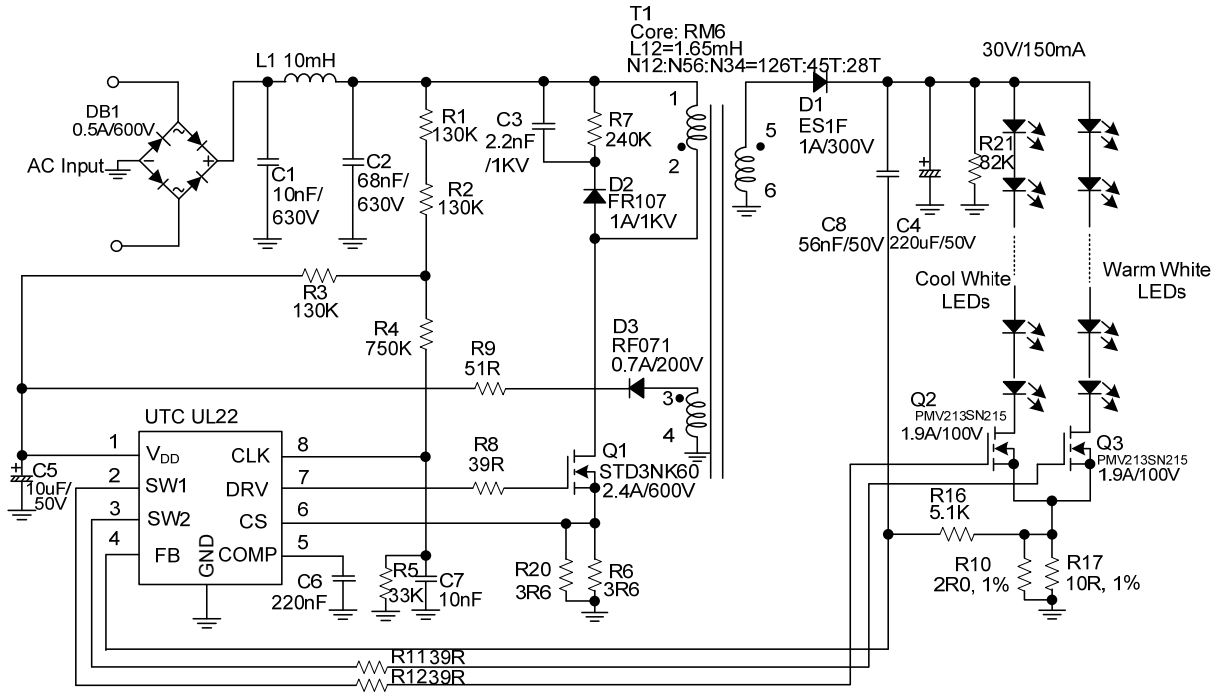 T1
Core: RM6
L12=1.65mH
N12:N56:N34=126T:45T:28T
30V/150mA
L1 10mH
DB1
0.5A/600V
AC Input
C1
10nF/
630V
C2
68nF/
630V
R1
130K
R2
130K
C3
2.2nF
/1KV
R7
240K
D2
FR107
1A/1KV
1
2
5
6
D1
ES1F
1A/300V
R21
82K
C8
56nF/50V
C4
220uF/50V
Cool White
LEDs
Warm White
LEDs
R3
130K
R4
750K
R9
51R
D3
RF071
0.7A/200V
3
4
UTC UL22
1
2
3
4
VDD
SW1
SW2
FB
GND
CLK
DRV
CS
COMP
8
7
6
5
C5
10uF/
50V
R8
39R
Q1
STD3NK60
2.4A/600V
Q2
PMV213SN215
1.9A/100V
Q3
PMV213SN215
1.9A/100V
R16
5.1K
R10
2R0, 1%
R17
10R, 1%
C6
220nF
R5
33K
C7
10nF
R20
3R6
R6
3R6
R1139R
R1239R